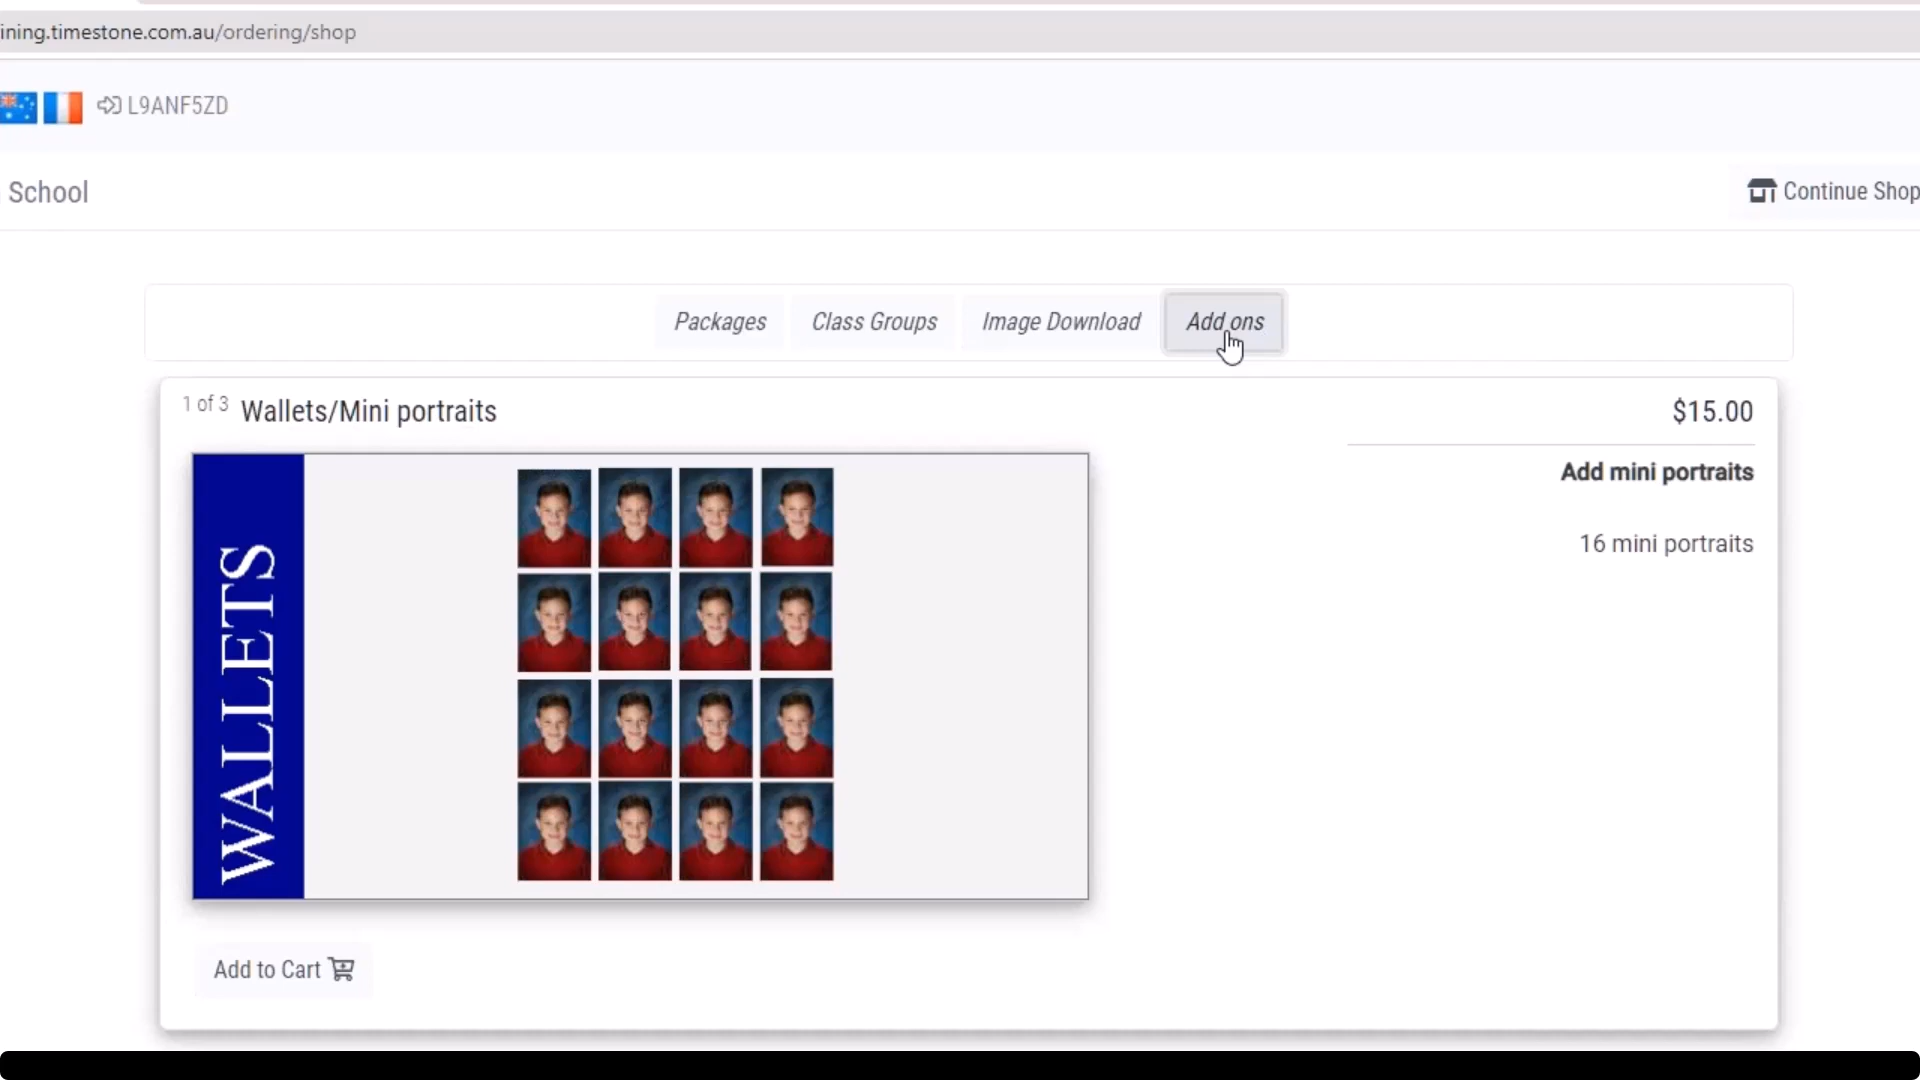 ining.timestone.com.au/ordering/shop
L9ANF5ZD
School
Continue Shop
Packages
Class Groups
Image Download
Add ons
1 of 3 Wallets/Mini portraits
$15.00
Add mini portraits
16 mini portraits
WALLETS
Add to Cart